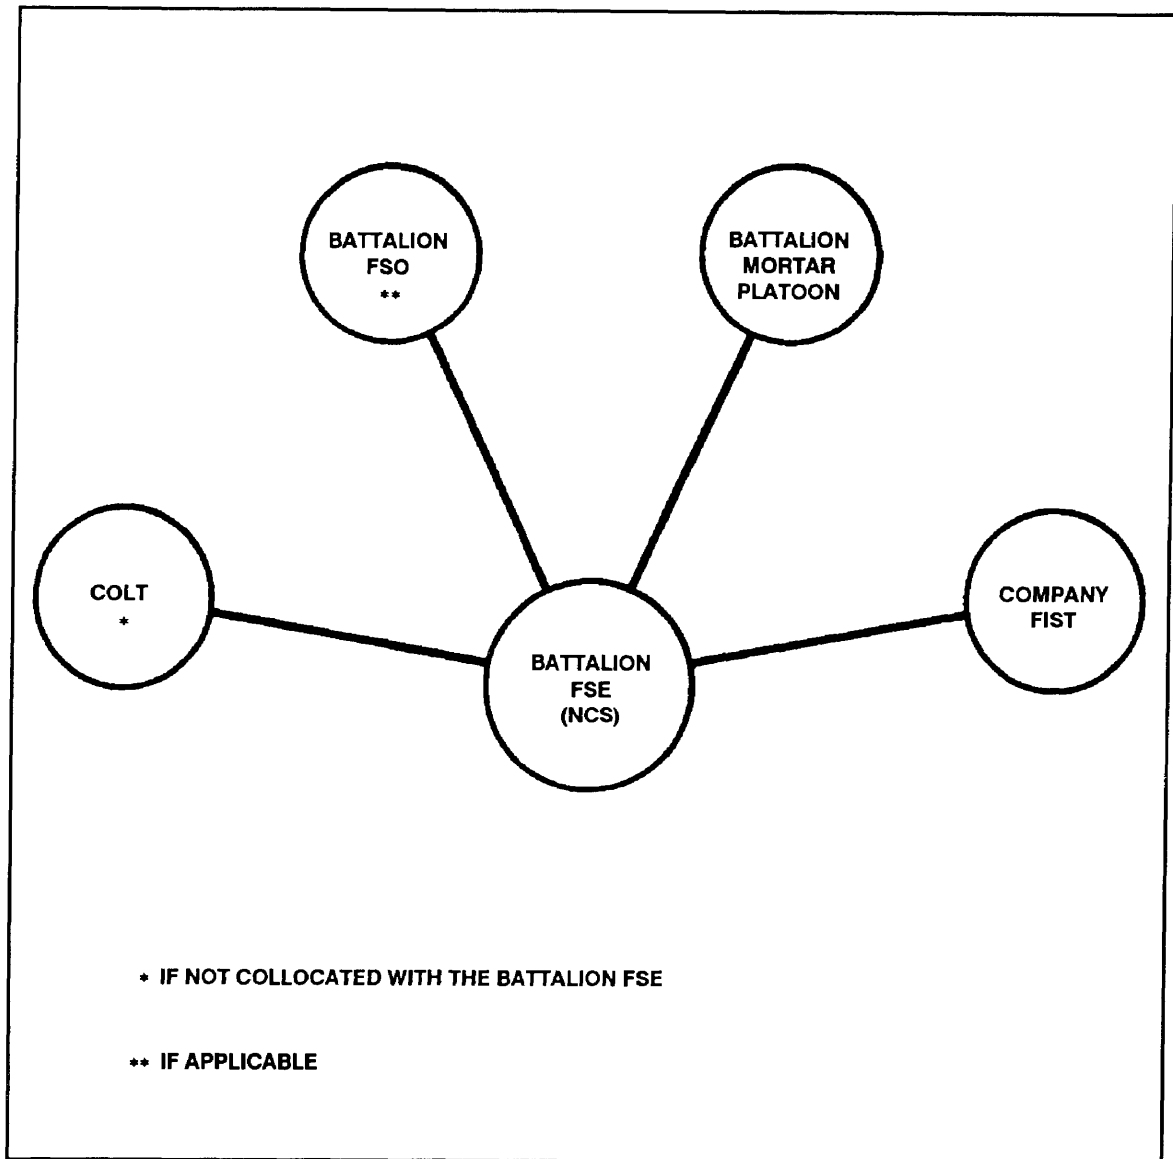 BATTALION
FSO
**
BATTALION
MORTAR
PLATOON
COLT
*
BATTALION
FSE
(NCS)
COMPANY
FIST
* IF NOT COLLOCATED WITH THE BATTALION FSE
** IF APPLICABLE